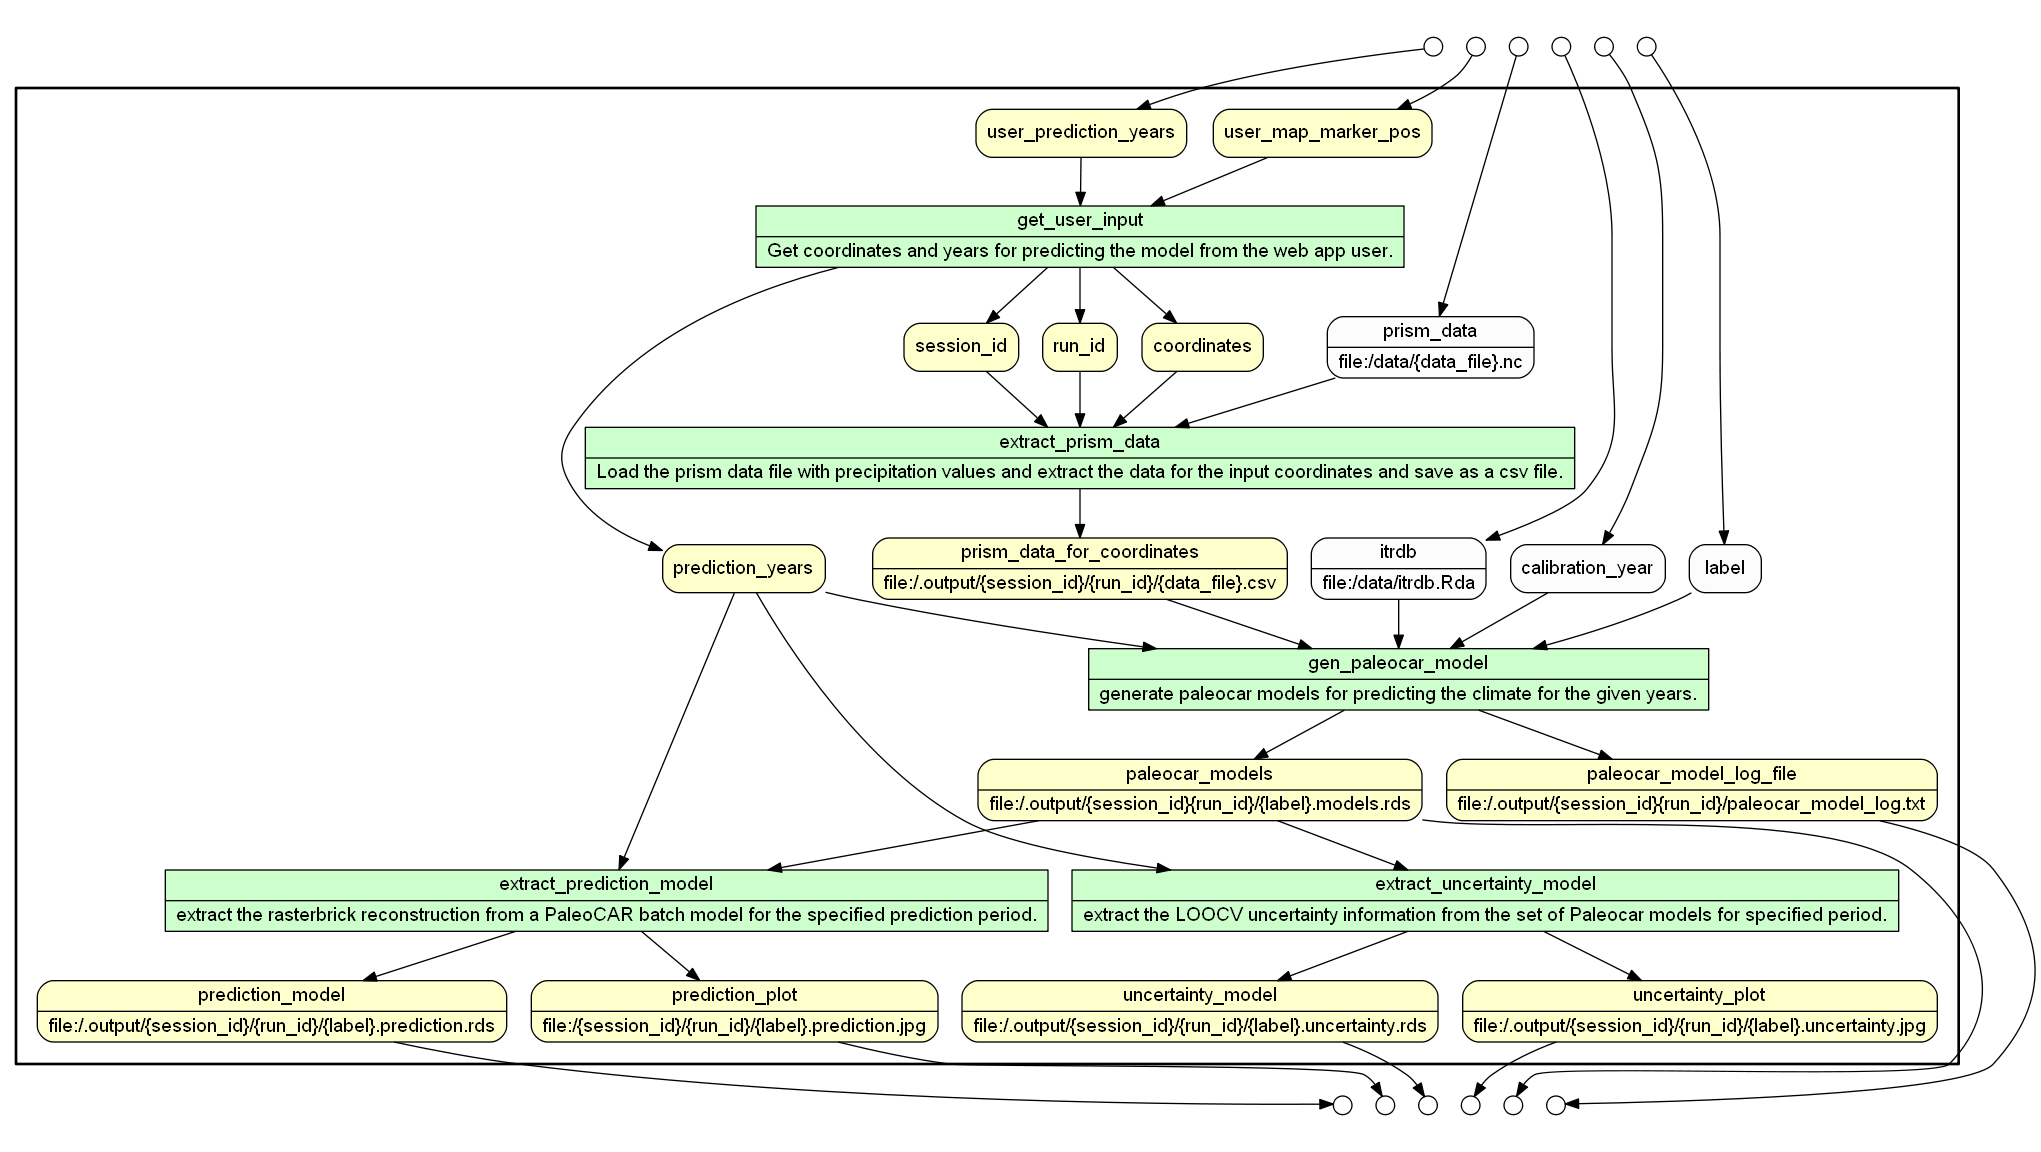 user_prediction_years
user_map_marker_pos
get_user_input
Get coordinates and years for predicting the model from the web app user.
session_id
run_id
coordinates
prism_data
file:/data/{data_file}.nc
extract_prism_data
Load the prism data file with precipitation values and extract the data for the input coordinates and save as a csv file.
prediction_years
prism_data_for_coordinates
file:/.output/{session_id}/{run_id}/{data_file}.csv
itrdb
file:/data/itrdb.Rda
calibration_year
label
gen_paleocar_model
generate paleocar models for predicting the climate for the given years.
paleocar_models
file:/.output/{session_id}{run_id}/{label}.models.rds
paleocar_model_log_file
file:/.output/{session_id}{run_id}/paleocar_model_log.txt
extract_prediction_model
extract the rasterbrick reconstruction from a PaleoCAR batch model for the specified prediction period.
extract_uncertainty_model
extract the LOOCV uncertainty information from the set of Paleocar models for specified period.
prediction_model
file:/.output/{session_id}/{run_id}/{label}.prediction.rds
prediction_plot
file:/{session_id}/{run_id}/{label}.prediction.jpg
uncertainty_model
file:/.output/{session_id}/{run_id}/{label}.uncertainty.rds
uncertainty_plot
file:/.output/{session_id}/{run_id}/{label}.uncertainty.jpg